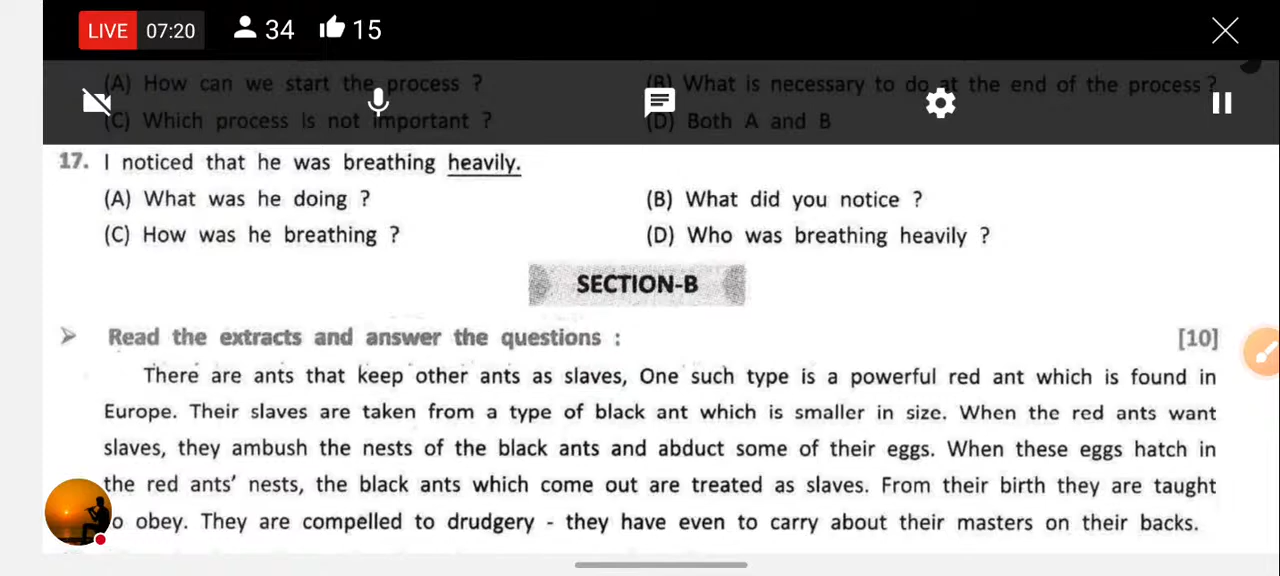 LIVE 07:20 34 15
(A) How can we start the process ? (B) What is necessary to do at the end of the process ?
(C) Which process is not important ? (D) Both A and B
17. I noticed that he was breathing heavily.
(A) What was he doing ? (B) What did you notice ?
(C) How was he breathing ? (D) Who was breathing heavily ?
SECTION-B
Read the extracts and answer the questions : [10]
There are ants that keep other ants as slaves, One such type is a powerful red ant which is found in
Europe. Their slaves are taken from a type of black ant which is smaller in size. When the red ants want
slaves, they ambush the nests of the black ants and abduct some of their eggs. When these eggs hatch in
the red ants' nests, the black ants which come out are treated as slaves. From their birth they are taught
o obey. They are compelled to drudgery - they have even to carry about their masters on their backs.